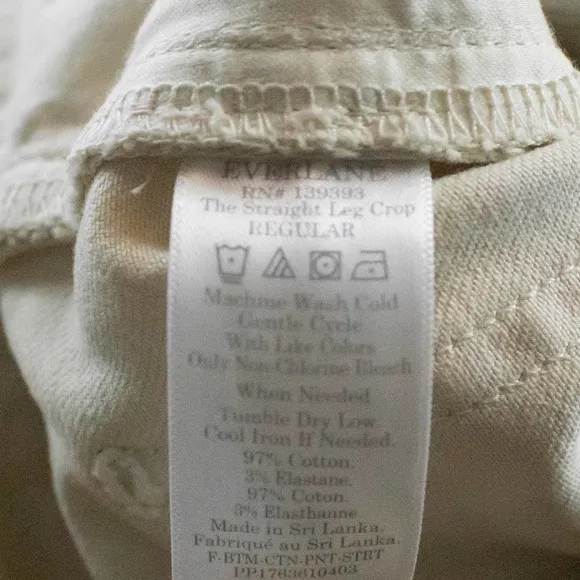 EVERLANE
RN# 139393
The Straight Leg Crop
REGULAR
Machine Wash Cold
Gentle Cycle
With Like Colors
Only Non-Chlorine Bleach
When Needed
Tumble Dry Low.
Cool Iron If Needed.
97% Cotton.
3% Elastane.
97% Coton.
3% Elasthanne
Made in Sri Lanka.
Fabriqué au Sri Lanka.
F-BTM-CTN-PNT-STRT
PP1763610403